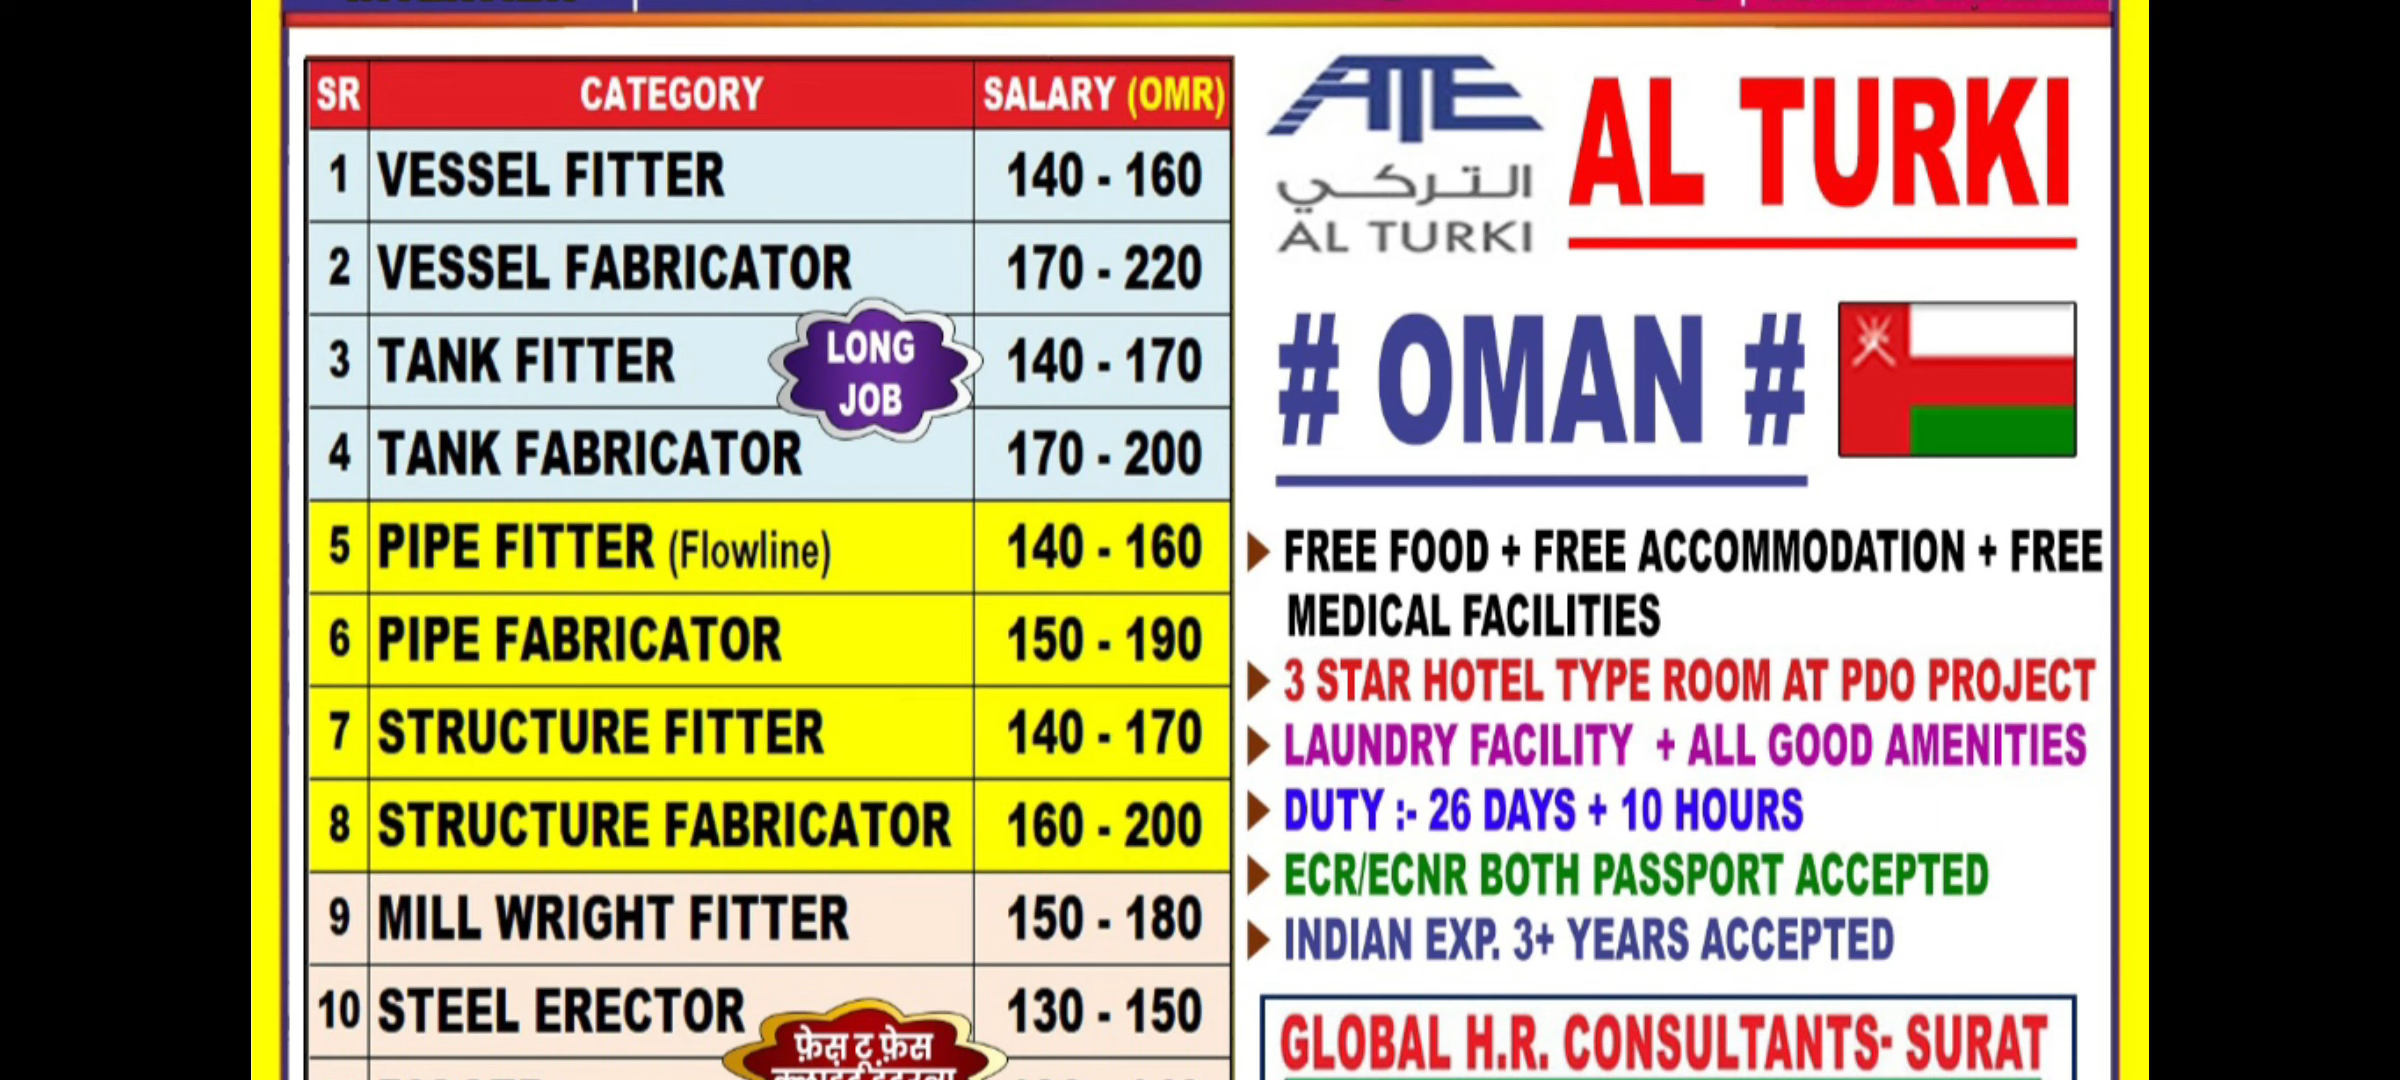 SR CATEGORY SALARY (OMR)
1 VESSEL FITTER 140 - 160
2 VESSEL FABRICATOR 170 - 220
3 TANK FITTER 140 - 170
4 TANK FABRICATOR 170 - 200
LONG
JOB
5 PIPE FITTER (Flowline) 140 - 160
6 PIPE FABRICATOR 150 - 190
7 STRUCTURE FITTER 140 - 170
8 STRUCTURE FABRICATOR 160 - 200
9 MILL WRIGHT FITTER 150 - 180
10 STEEL ERECTOR 130 - 150
फ़ेस टू फ़ेस
ATE
التركي
AL TURKI
AL TURKI
# OMAN #
FREE FOOD + FREE ACCOMMODATION + FREE
MEDICAL FACILITIES
3 STAR HOTEL TYPE ROOM AT PDO PROJECT
LAUNDRY FACILITY + ALL GOOD AMENITIES
DUTY :- 26 DAYS + 10 HOURS
ECR/ECNR BOTH PASSPORT ACCEPTED
INDIAN EXP. 3+ YEARS ACCEPTED
GLOBAL H.R. CONSULTANTS- SURAT